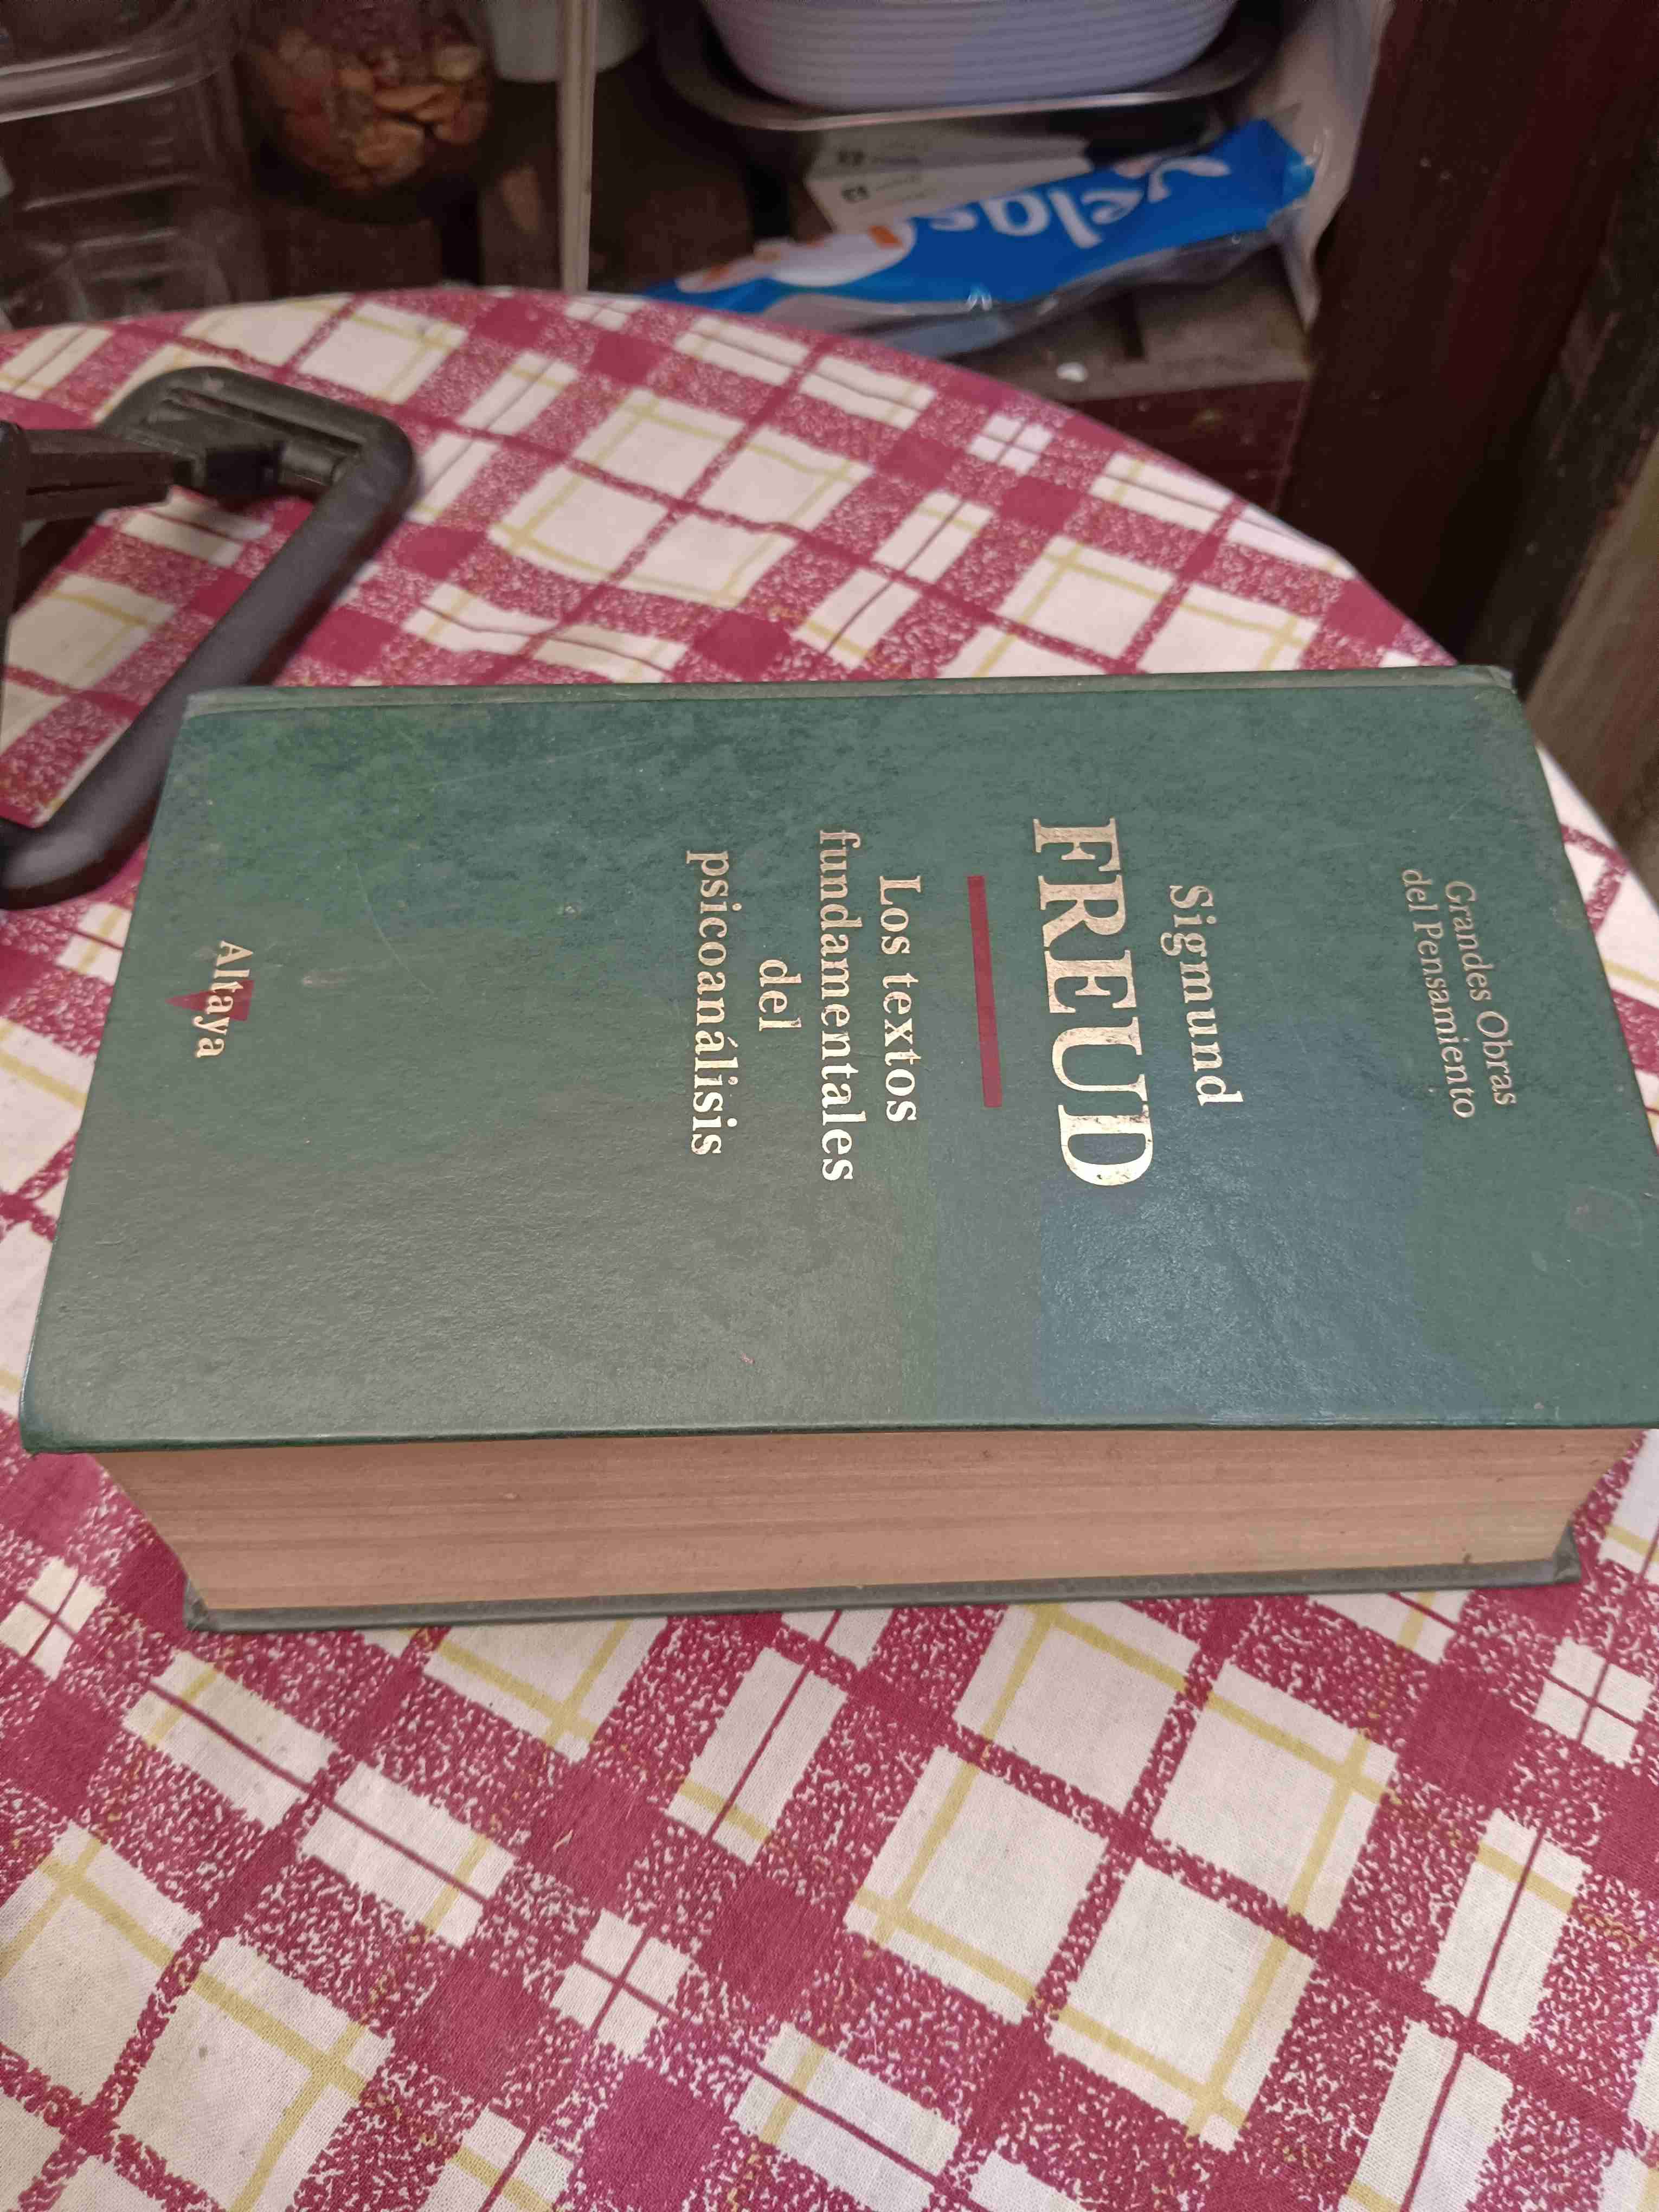 velas
Grandes Obras
del Pensamiento
Sigmund
FREUD
Los textos
fundamentales
del
psicoanálisis
Altaya